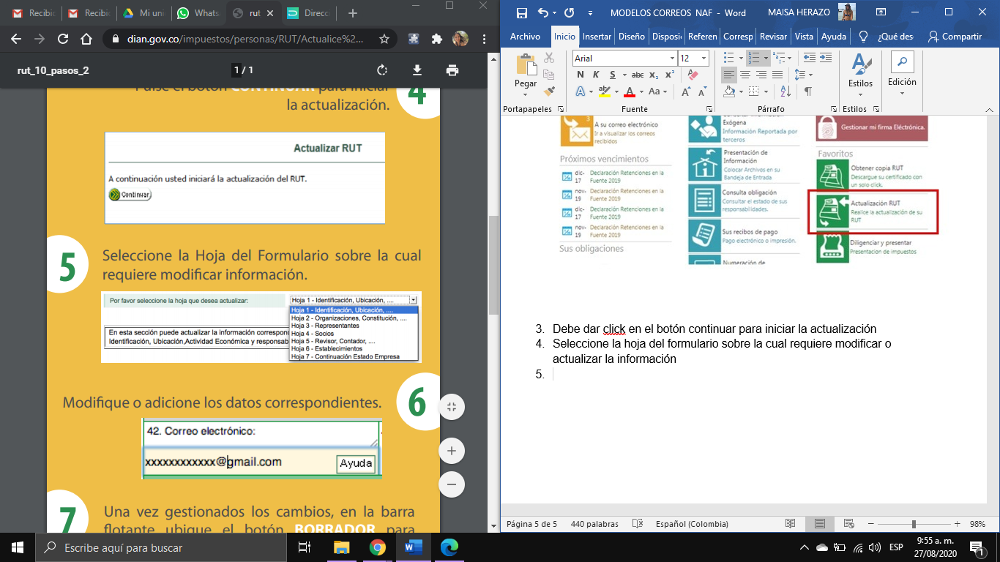 Recibid
Recibid
Mi uni
Whats
rut
Direcc
dian.gov.co/impuestos/personas/RUT/Actualice%2...
rut_10_pasos_2
1 / 1
Pulse el botón CONTINUAR para iniciar
la actualización.
4
Actualizar RUT
A continuación usted iniciará la actualización del RUT.
Continuar
5
Seleccione la Hoja del Formulario sobre la cual
requiere modificar información.
Por favor seleccione la hoja que desea actualizar:
Hoja 1 - Identificación, Ubicación, ....
Hoja 1 - Identificación, Ubicación, ....
Hoja 2 - Organizaciones, Constitución, ....
Hoja 3 - Representantes
Hoja 4 - Socios
Hoja 5 - Revisor, Contador, ....
Hoja 6 - Establecimientos
Hoja 7 - Continuación Estado Empresa
En esta sección puede actualizar la información correspon
Identificación, Ubicación,Actividad Económica y responsab
Modifique o adicione los datos correspondientes.
6
42. Correo electrónico:
xxxxxxxxxxxx@gmail.com
Ayuda
7
Una vez gestionados los cambios, en la barra
flotante ubique el botón BORRADOR para
MODELOS CORREOS NAF - Word
MAISA HERAZO
Archivo
Inicio
Insertar
Diseño
Disposic
Referen
Corresp
Revisar
Vista
Ayuda
¿Qué des
Compartir
Pegar
Portapapeles
Arial
12
N K S abc x₂ x²
A ab A Aa A A
Fuente
Párrafo
Estilos
Estilos
Edición
3
A su correo electrónico
Ir a visualizar los correos
recibidos
Próximos vencimientos
dic-17 Declaración Retenciones en la Fuente 2019
nov-19 Declaración Retenciones en la Fuente 2019
dic-17 Declaración Retenciones en la Fuente 2019
nov-19 Declaración Retenciones en la Fuente 2019
Sus obligaciones
Consultar Información
Exógena
Información Reportada por
terceros
Presentación de
Información
Colocar Archivos en su
Bandeja de Entrada
Consulta obligación
Consultar el estado de sus
responsabilidades.
Sus recibos de pago
Pago electrónico o impresión.
Numeración de
Gestionar mi firma Eléctrónica.
Favoritos
Obtener copia RUT
Descargue su certificado con
un solo click.
Actualización RUT
Realice la actualización de su
RUT
Diligenciar y presentar
Presentacion de impuestos
3. Debe dar click en el botón continuar para iniciar la actualización
4. Seleccione la hoja del formulario sobre la cual requiere modificar o
actualizar la información
5.
Página 5 de 5
440 palabras
Español (Colombia)
98%
Escribe aquí para buscar
ESP
9:55 a. m.
27/08/2020
1